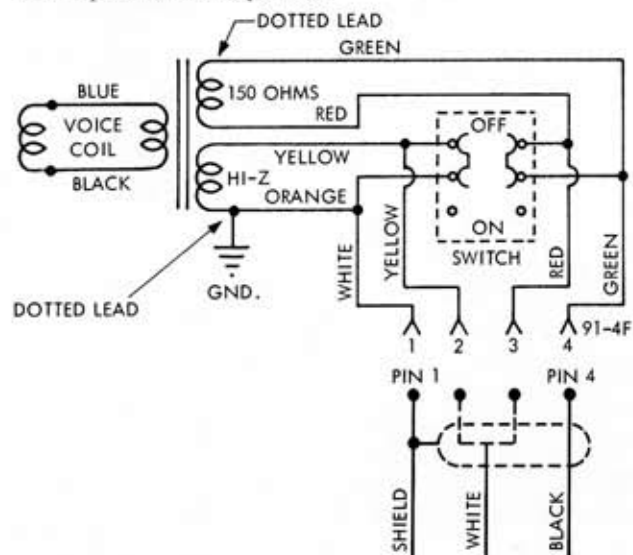 DOTTED LEAD
GREEN
BLUE
150 OHMS
RED
OFF
VOICE
COIL
YELLOW
BLACK
HI-Z
ORANGE
ON
SWITCH
WHITE
YELLOW
RED
GREEN
GND.
DOTTED LEAD
1
2
3
4
91-4F
PIN 1
PIN 4
SHIELD
WHITE
BLACK